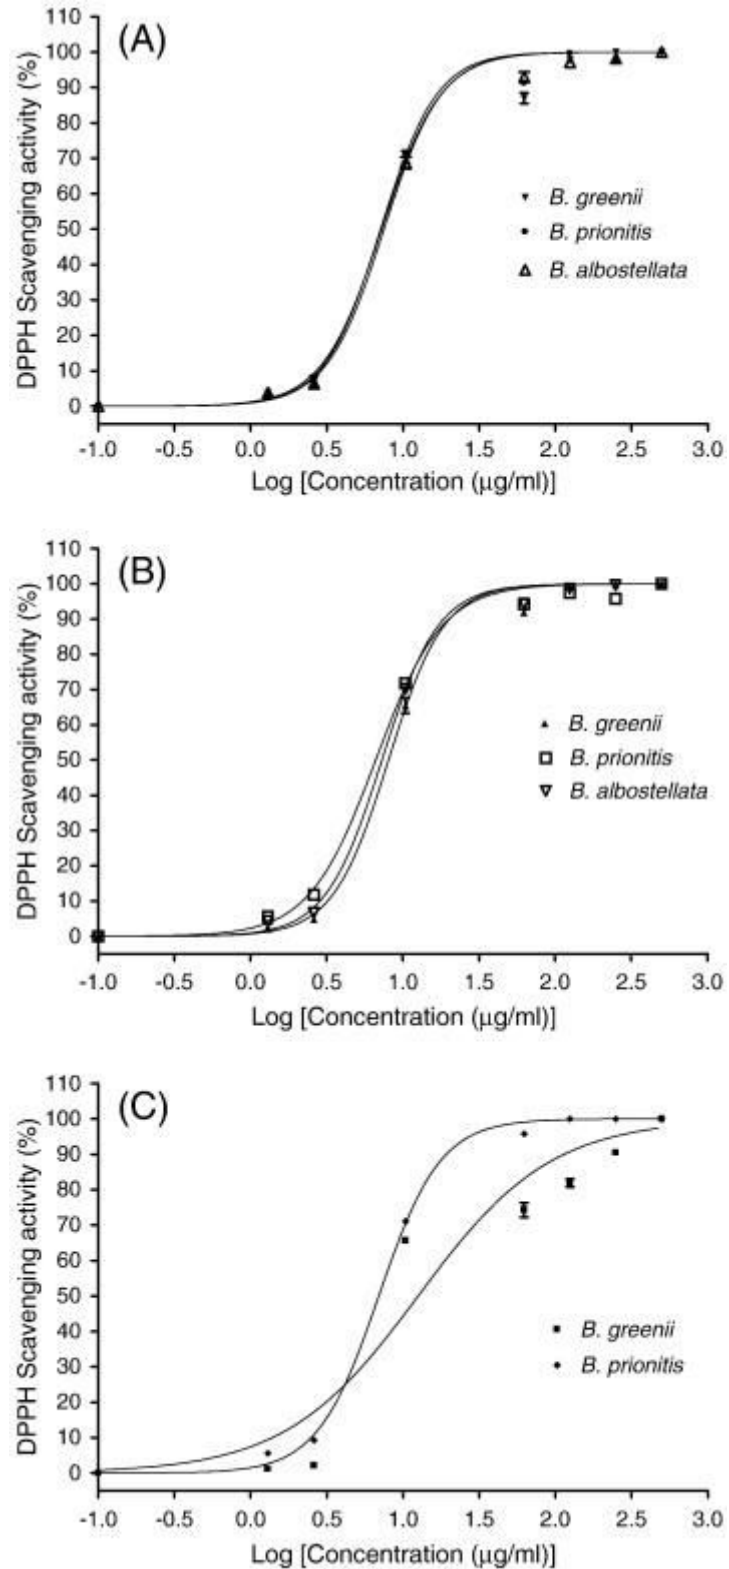 (A)
DPPH Scavenging activity (%)
110
100
90
80
70
60
50
40
30
20
10
0
B. greenii
B. prionitis
B. albostellata
-1.0 -0.5 0.0 0.5 1.0 1.5 2.0 2.5 3.0
Log [Concentration (μg/ml)]
(B)
DPPH Scavenging activity (%)
110
100
90
80
70
60
50
40
30
20
10
0
B. greenii
B. prionitis
B. albostellata
-1.0 -0.5 0.0 0.5 1.0 1.5 2.0 2.5 3.0
Log [Concentration (μg/ml)]
(C)
DPPH Scavenging activity (%)
110
100
90
80
70
60
50
40
30
20
10
0
B. greenii
B. prionitis
-1.0 -0.5 0.0 0.5 1.0 1.5 2.0 2.5 3.0
Log [Concentration (μg/ml)]